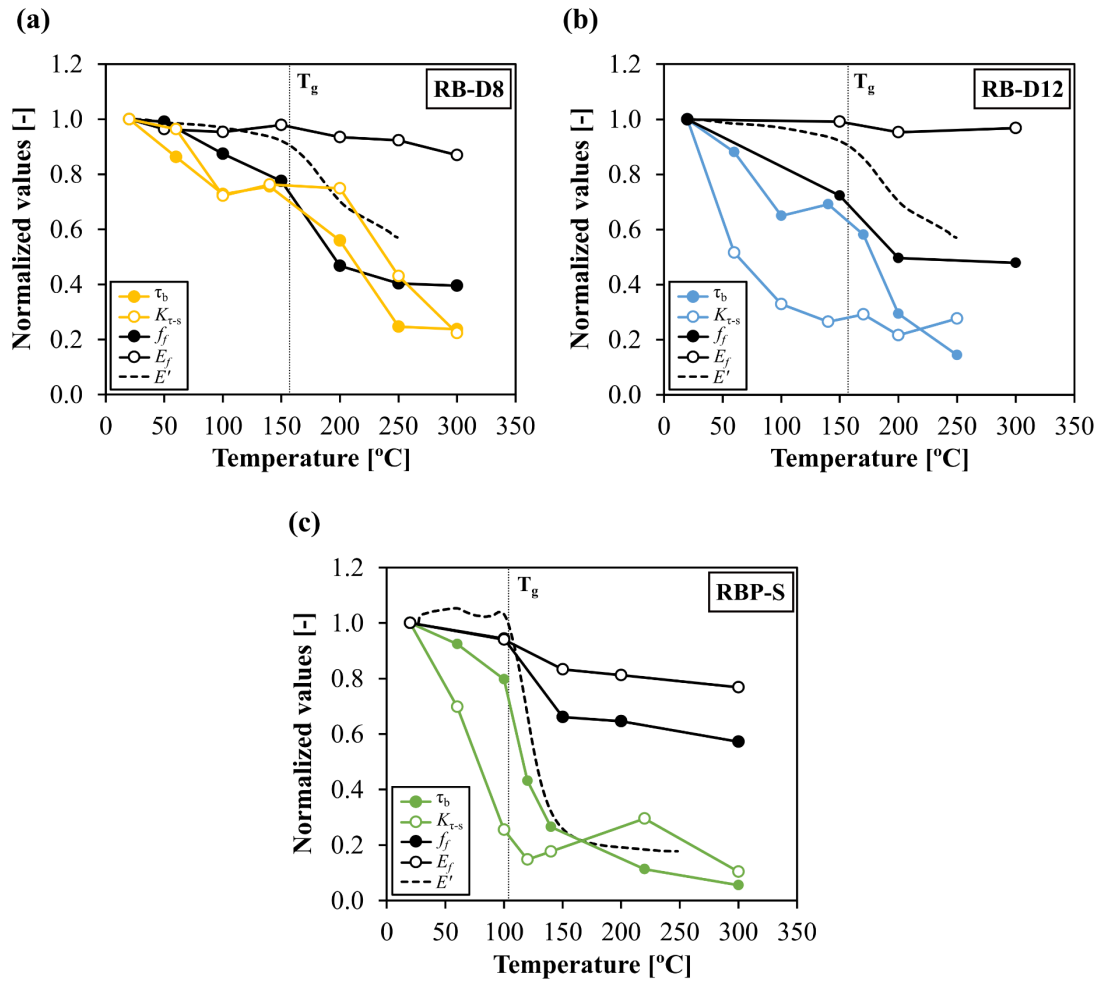 (a)
Normalized values [-]
1.2
1.0
0.8
0.6
0.4
0.2
0.0
Tg
RB-D8
τb
Kτ-s
ff
Ef
E'
0 50 100 150 200 250 300 350
Temperature [ºC]
(b)
Normalized values [-]
1.2
1.0
0.8
0.6
0.4
0.2
0.0
Tg
RB-D12
τb
Kτ-s
ff
Ef
E'
0 50 100 150 200 250 300 350
Temperature [ºC]
(c)
Normalized values [-]
1.2
1.0
0.8
0.6
0.4
0.2
0.0
Tg
RBP-S
τb
Kτ-s
ff
Ef
E'
0 50 100 150 200 250 300 350
Temperature [ºC]